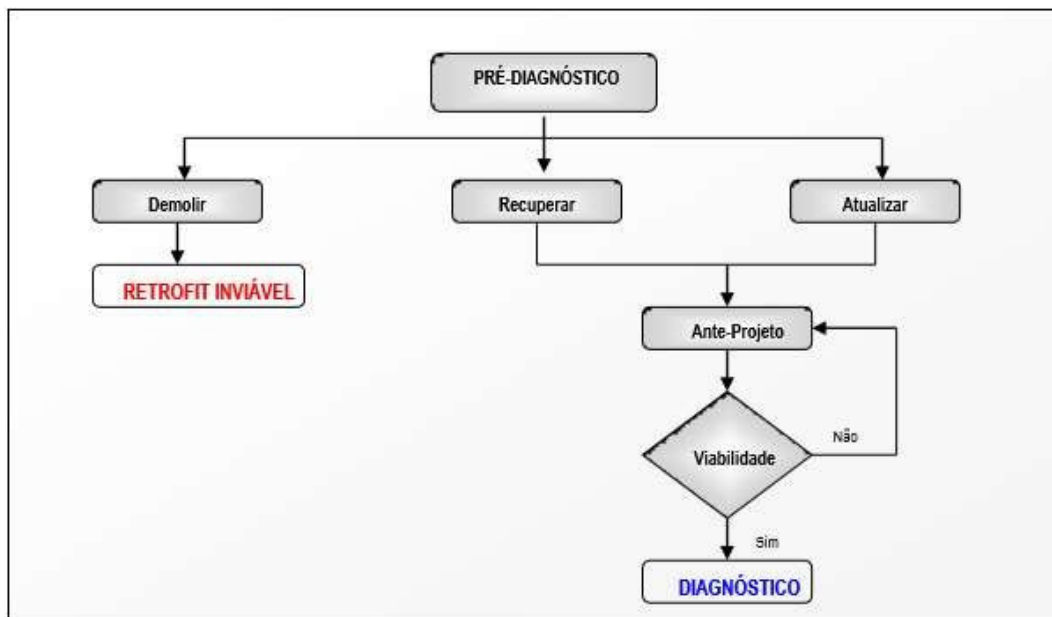 PRÉ-DIAGNÓSTICO
Demolir
Recuperar
Atualizar
RETROFIT INVIÁVEL
Ante-Projeto
Viabilidade
Não
Sim
DIAGNÓSTICO